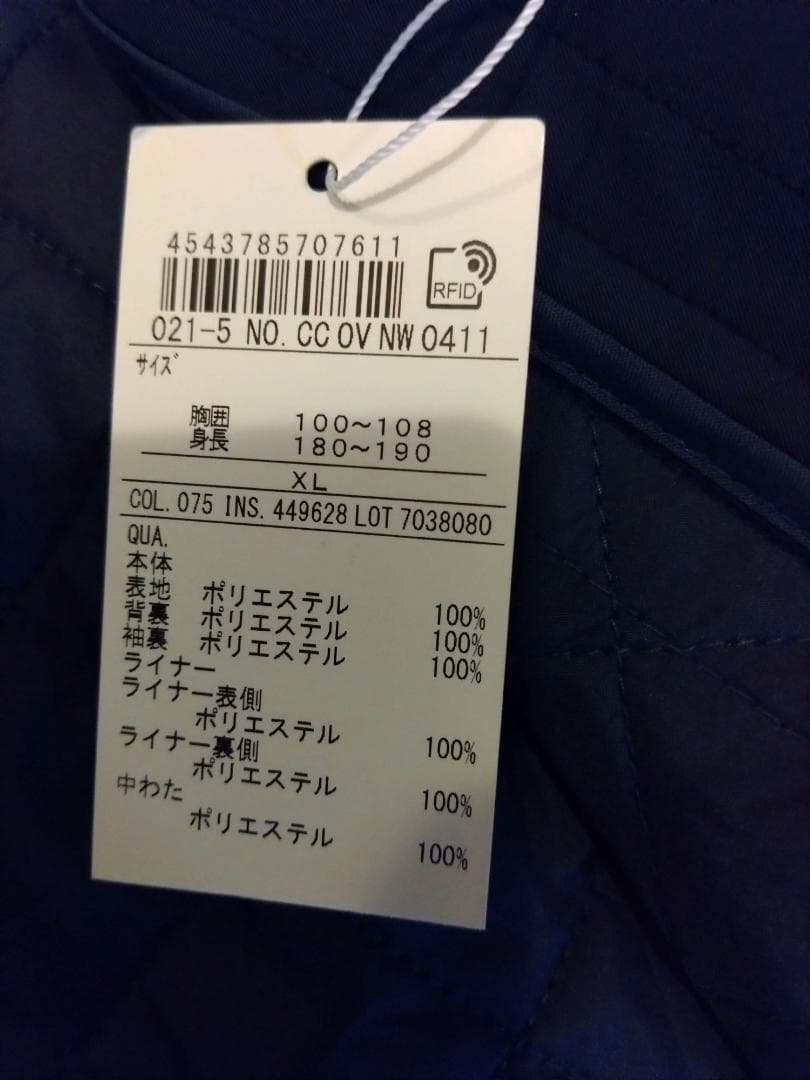 4543785707611
RFID
021-5 NO. CC OV NW 0411
サイズ
胸囲 100~108
身長 180~190
XL
COL. 075 INS. 449628 LOT 7038080
QUA.
本体
表地 ポリエステル 100%
背裏 ポリエステル 100%
袖裏 ポリエステル 100%
ライナー
ライナー表側
ポリエステル 100%
ライナー裏側
ポリエステル 100%
中わた
ポリエステル 100%